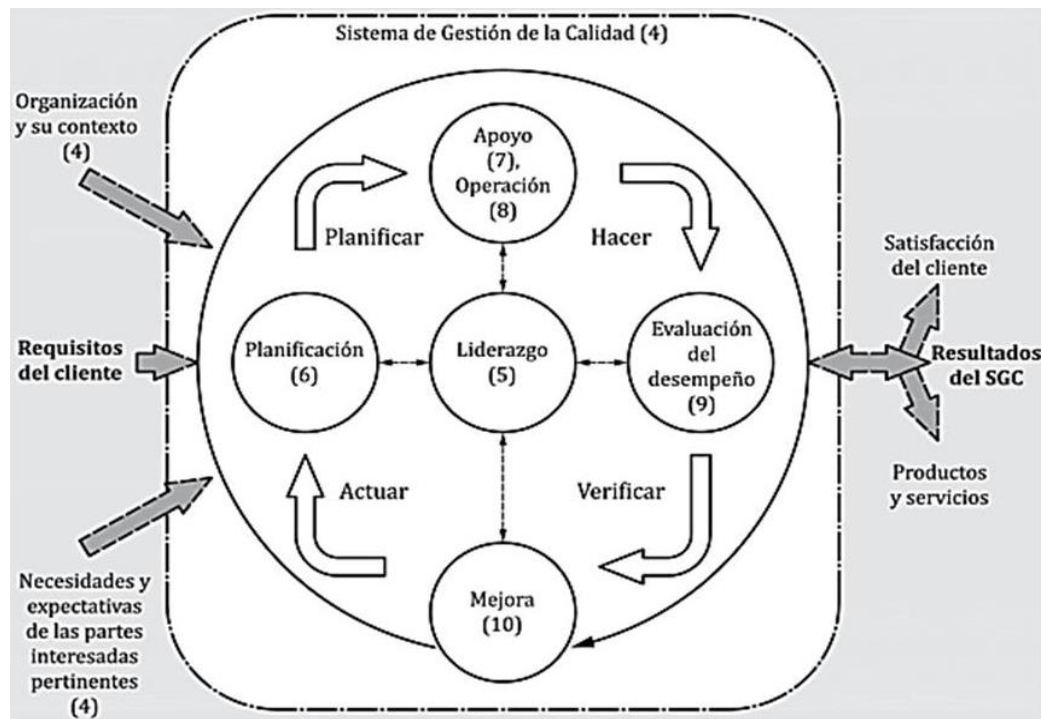 Sistema de Gestión de la Calidad (4)
Organización
y su contexto
(4)
Apoyo
(7),
Operación
(8)
Planificar
Hacer
Satisfacción
del cliente
Requisitos
del cliente
Planificación
(6)
Liderazgo
(5)
Evaluación
del
desempeño
(9)
Resultados
del SGC
Actuar
Verificar
Productos
y servicios
Necesidades y
expectativas
de las partes
interesadas
pertinentes
(4)
Mejora
(10)